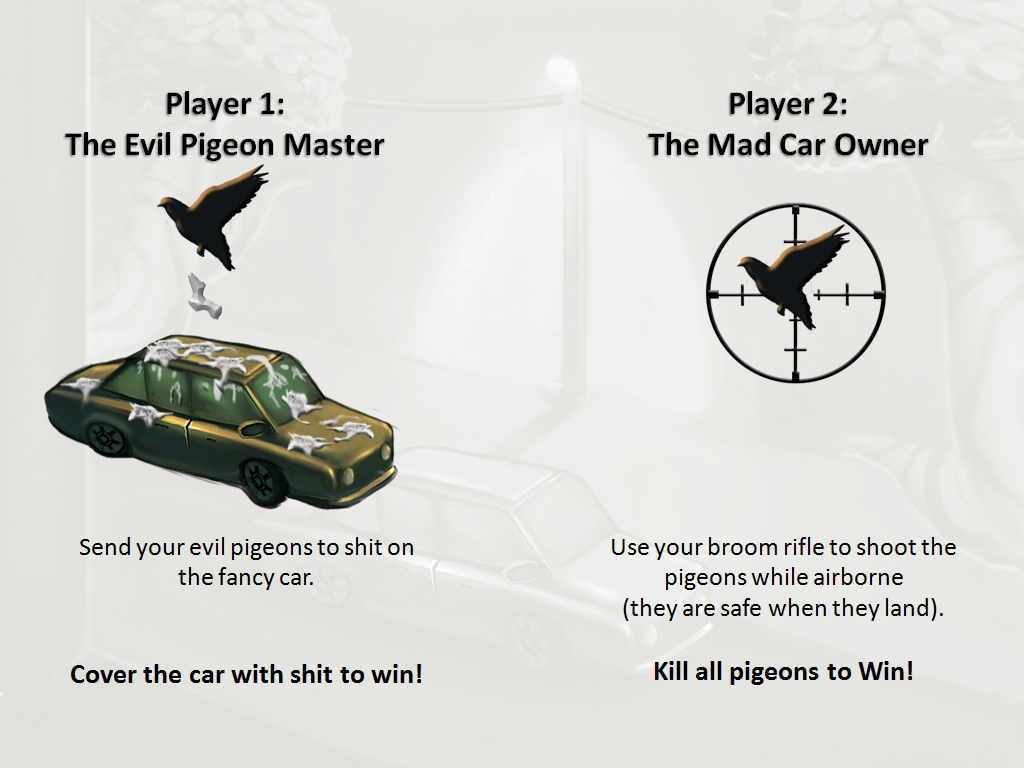 Player 1:
The Evil Pigeon Master
Send your evil pigeons to shit on
the fancy car.
Cover the car with shit to win!
Player 2:
The Mad Car Owner
Use your broom rifle to shoot the
pigeons while airborne
(they are safe when they land).
Kill all pigeons to Win!